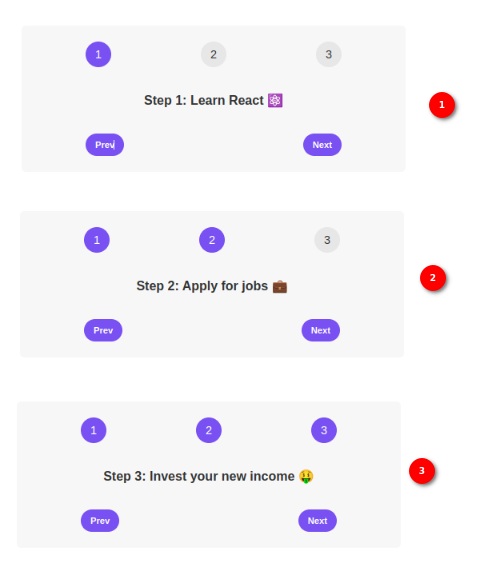 1 2 3
Step 1: Learn React ⚛️
Prev Next
1
1 2 3
Step 2: Apply for jobs 💼
Prev Next
2
1 2 3
Step 3: Invest your new income 🤑
Prev Next
3